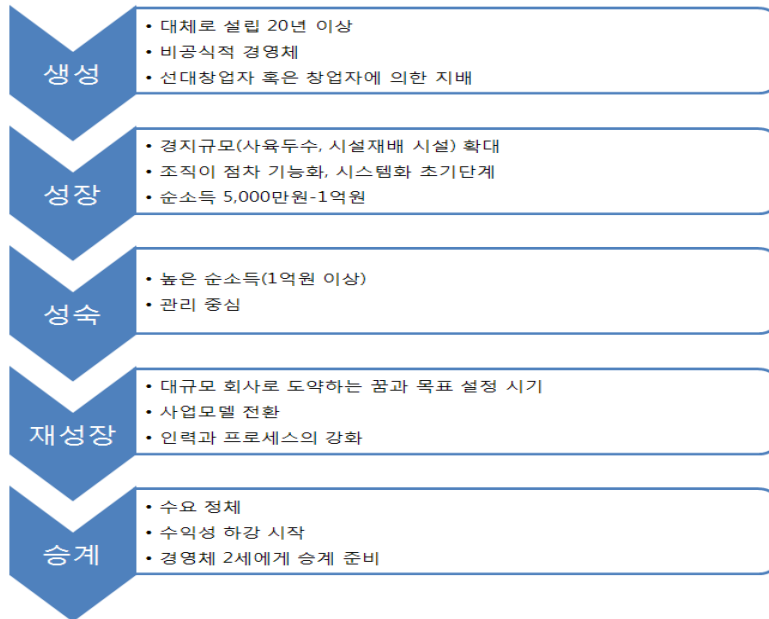 생성
• 대체로 설립 20년 이상
• 비공식적 경영체
• 선대창업자 혹은 창업자에 의한 지배
성장
• 경지규모(사육두수, 시설재배 시설) 확대
• 조직이 점차 기능화, 시스템화 초기단계
• 순소득 5,000만원-1억원
성숙
• 높은 순소득(1억원 이상)
• 관리 중심
재성장
• 대규모 회사로 도약하는 꿈과 목표 설정 시기
• 사업모델 전환
• 인력과 프로세스의 강화
승계
• 수요 정체
• 수익성 하강 시작
• 경영체 2세에게 승계 준비